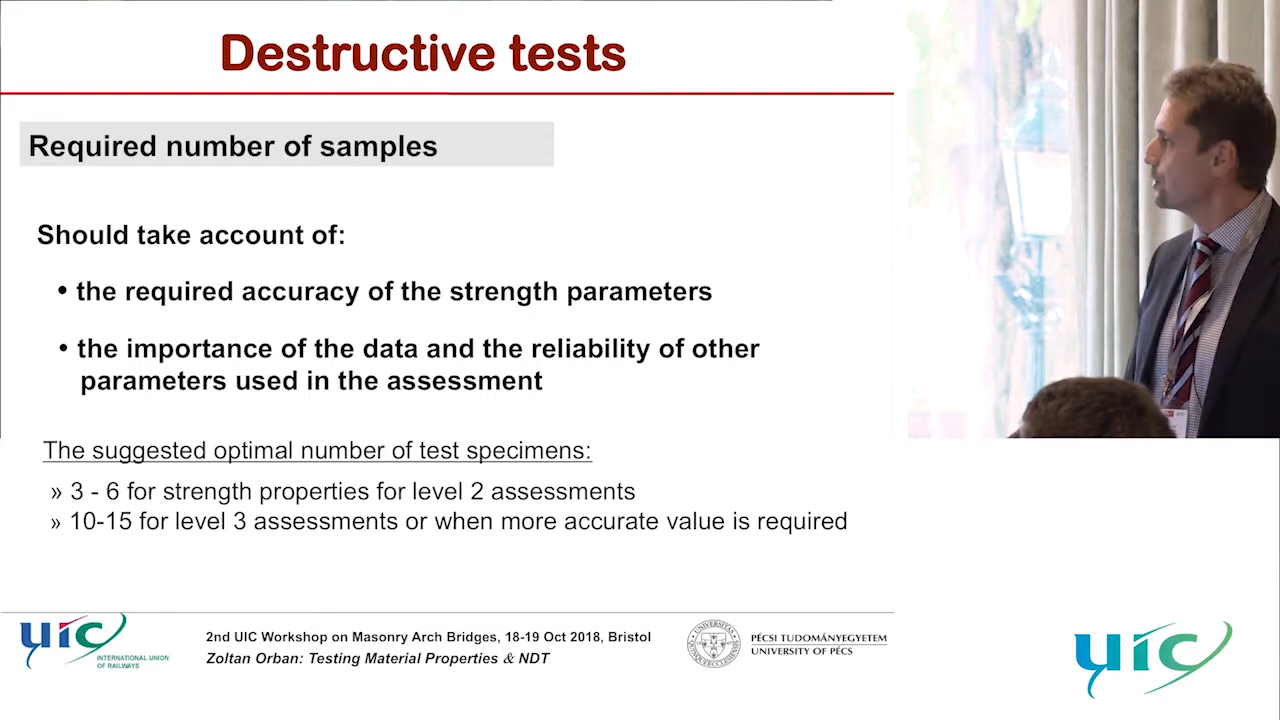 Destructive tests
Required number of samples
Should take account of:
• the required accuracy of the strength parameters
• the importance of the data and the reliability of other
parameters used in the assessment
The suggested optimal number of test specimens:
» 3 - 6 for strength properties for level 2 assessments
» 10-15 for level 3 assessments or when more accurate value is required
uic
INTERNATIONAL UNION
OF RAILWAYS
2nd UIC Workshop on Masonry Arch Bridges, 18-19 Oct 2018, Bristol
Zoltan Orban: Testing Material Properties & NDT
PÉCSI TUDOMÁNYEGYETEM
UNIVERSITY OF PÉCS
uic